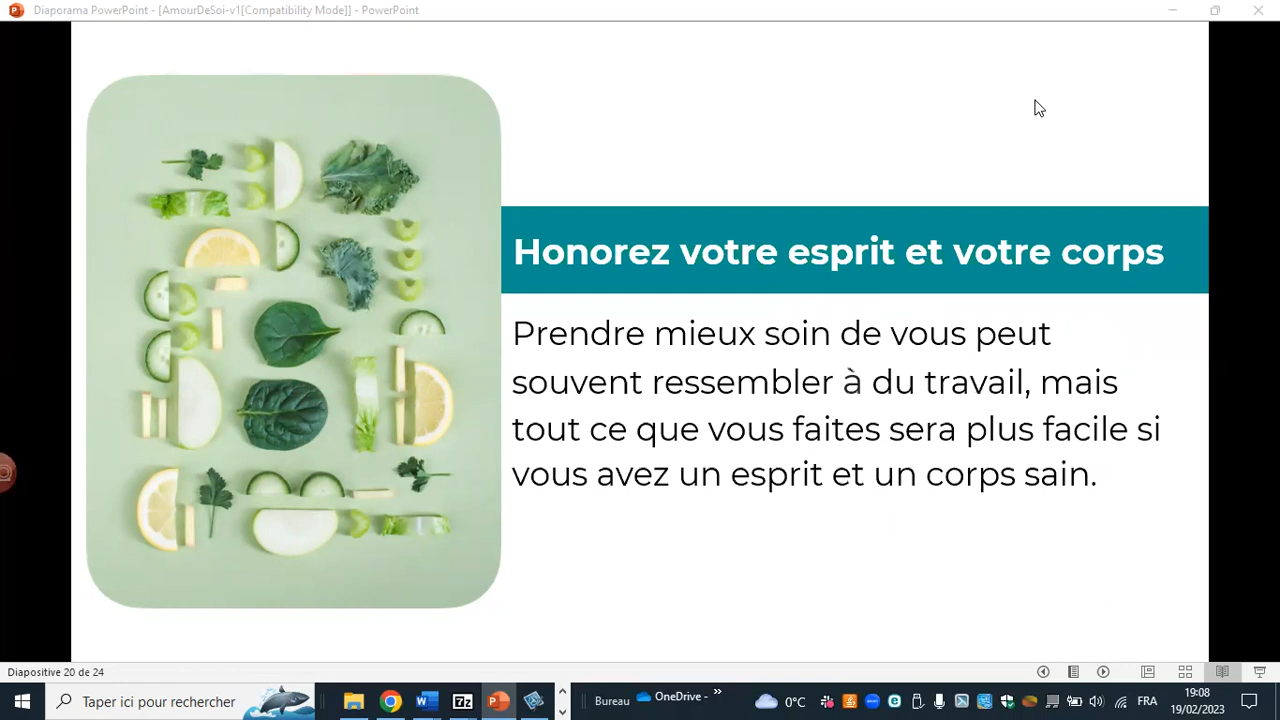 Diaporama PowerPoint - [AmourDeSoi-v1[Compatibility Mode]] - PowerPoint
Honorez votre esprit et votre corps
Prendre mieux soin de vous peut
souvent ressembler à du travail, mais
tout ce que vous faites sera plus facile si
vous avez un esprit et un corps sain.
Diapositive 20 de 24
Taper ici pour rechercher
Bureau
OneDrive -
0°C
FRA
19:08
19/02/2023